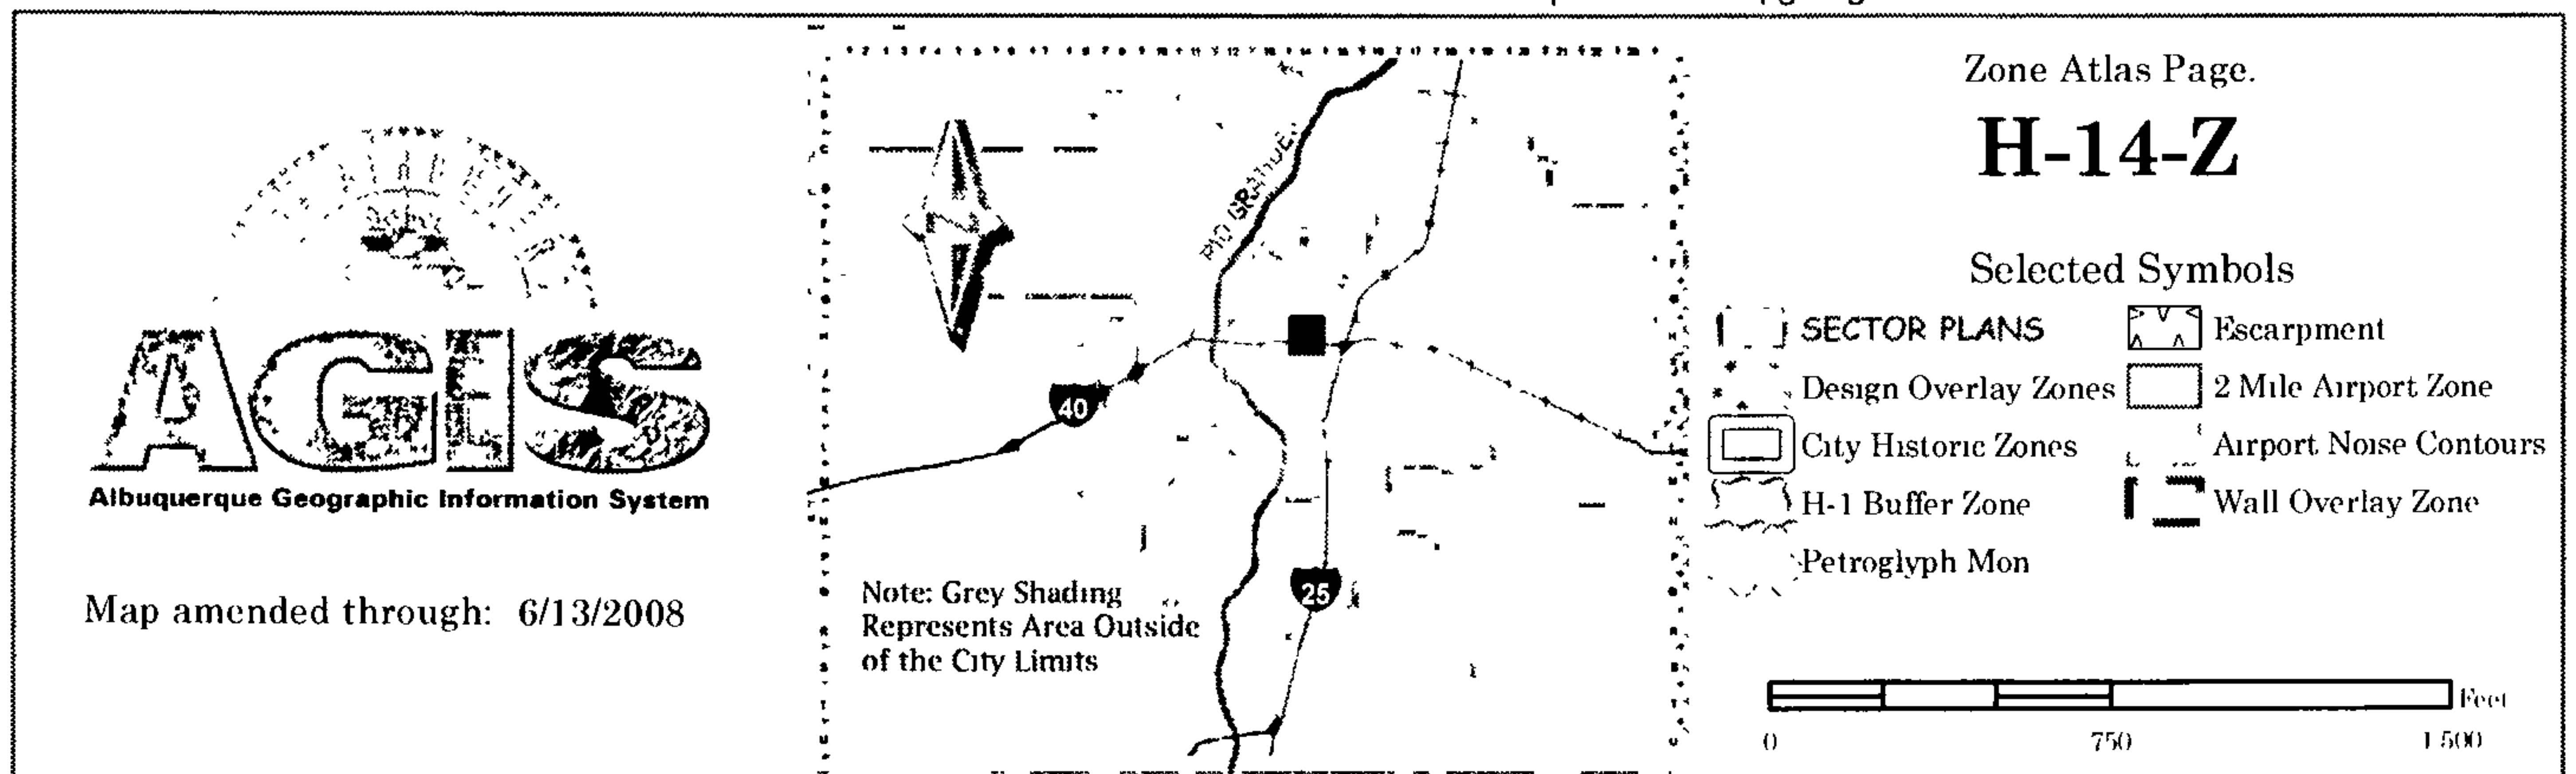 AGIS
Albuquerque Geographic Information System
Map amended through: 6/13/2008
RIO GRANDE
40
25
Note: Grey Shading
Represents Area Outside
of the City Limits
Zone Atlas Page.
H-14-Z
Selected Symbols
SECTOR PLANS
Escarpment
Design Overlay Zones
2 Mile Airport Zone
City Historic Zones
Airport Noise Contours
H-1 Buffer Zone
Wall Overlay Zone
Petroglyph Mon
Feet
0 750 1 500